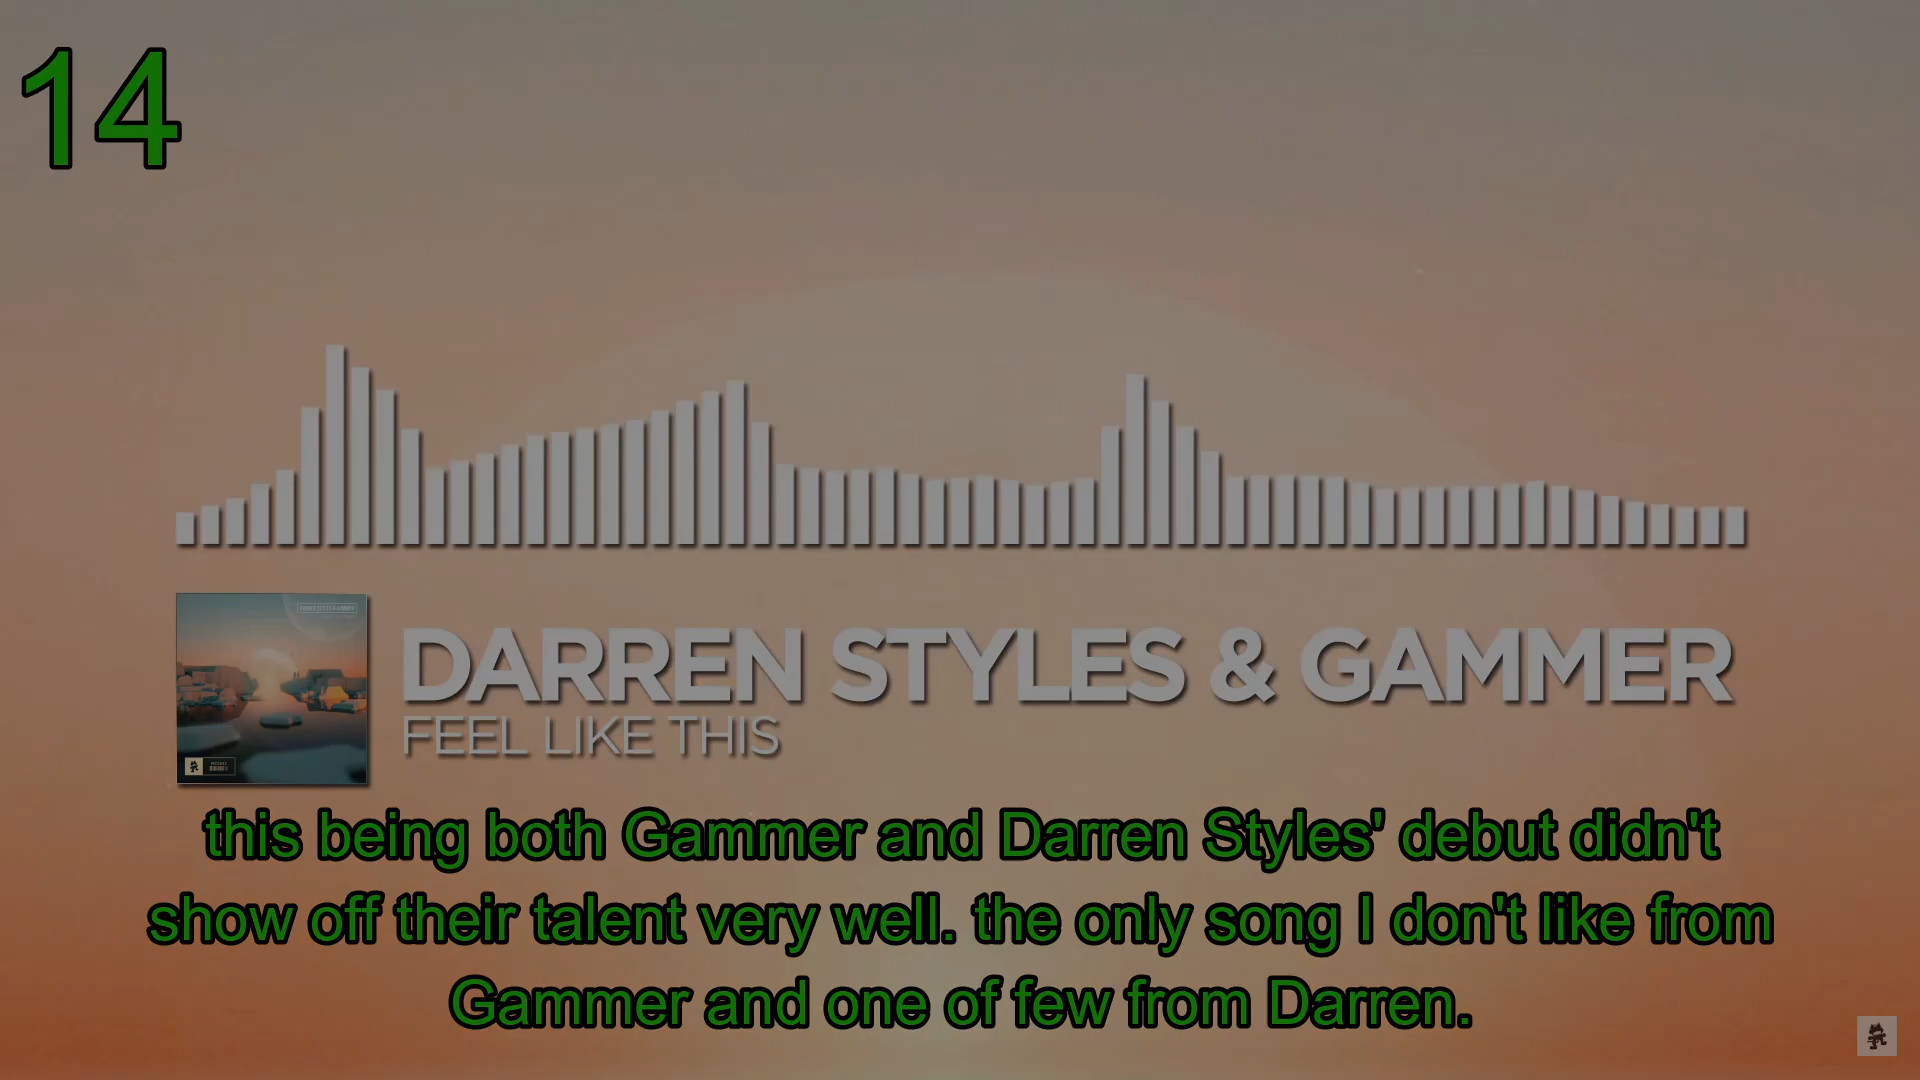 14
DARREN STYLES & GAMMER
FEEL LIKE THIS
this being both Gammer and Darren Styles' debut didn't
show off their talent very well. the only song I don't like from
Gammer and one of few from Darren.